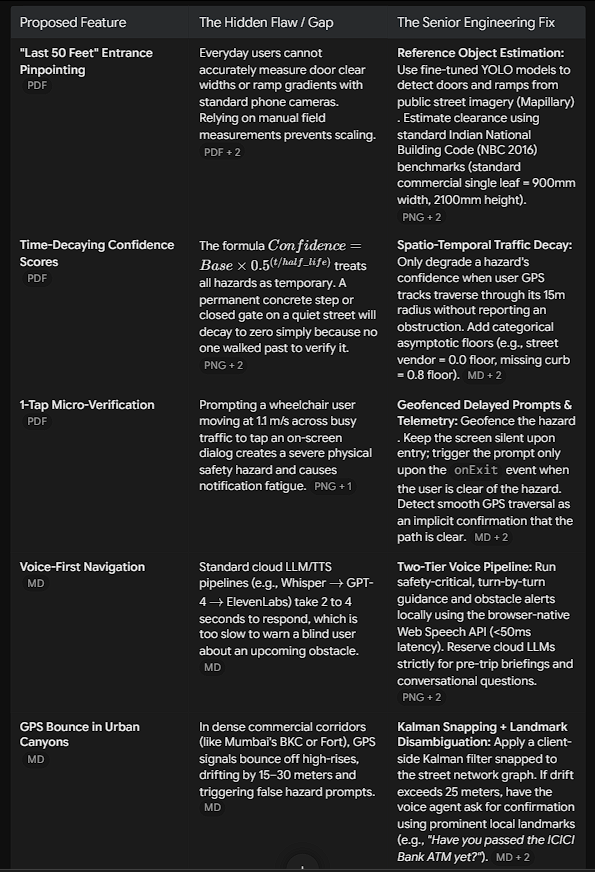 Proposed Feature
The Hidden Flaw / Gap
The Senior Engineering Fix
"Last 50 Feet" Entrance
Pinpointing
PDF
Everyday users cannot
accurately measure door clear
widths or ramp gradients with
standard phone cameras.
Relying on manual field
measurements prevents scaling.
PDF + 2
Reference Object Estimation:
Use fine-tuned YOLO models to
detect doors and ramps from
public street imagery (Mapillary)
. Estimate clearance using
standard Indian National
Building Code (NBC 2016)
benchmarks (standard
commercial single leaf = 900mm
width, 2100mm height).
PNG + 2
Time-Decaying Confidence
Scores
PDF
The formula Confidence =
Base × 0.5^(t/half_life) treats
all hazards as temporary. A
permanent concrete step or
closed gate on a quiet street will
decay to zero simply because no
one walked past to verify it.
PNG + 2
Spatio-Temporal Traffic Decay:
Only degrade a hazard's
confidence when user GPS
tracks traverse through its 15m
radius without reporting an
obstruction. Add categorical
asymptotic floors (e.g., street
vendor = 0.0 floor, missing curb
= 0.8 floor). MD + 2
1-Tap Micro-Verification
PDF
Prompting a wheelchair user
moving at 1.1 m/s across busy
traffic to tap an on-screen
dialog creates a severe physical
safety hazard and causes
notification fatigue. PNG + 1
Geofenced Delayed Prompts &
Telemetry: Geofence the hazard
. Keep the screen silent upon
entry; trigger the prompt only
upon the onExit event when
the user is clear of the hazard.
Detect smooth GPS traversal as
an implicit confirmation that the
path is clear. MD + 2
Voice-First Navigation
MD
Standard cloud LLM/TTS
pipelines (e.g., Whisper → GPT-
4 → ElevenLabs) take 2 to 4
seconds to respond, which is
too slow to warn a blind user
about an upcoming obstacle.
MD
Two-Tier Voice Pipeline: Run
safety-critical, turn-by-turn
guidance and obstacle alerts
locally using the browser-native
Web Speech API (<50ms
latency). Reserve cloud LLMs
strictly for pre-trip briefings and
conversational questions.
PNG + 2
GPS Bounce in Urban
Canyons
MD
In dense commercial corridors
(like Mumbai's BKC or Fort), GPS
signals bounce off high-rises,
drifting by 15–30 meters and
triggering false hazard prompts.
MD
Kalman Snapping + Landmark
Disambiguation: Apply a client-
side Kalman filter snapped to
the street network graph. If drift
exceeds 25 meters, have the
voice agent ask for confirmation
using prominent local landmarks
(e.g., "Have you passed the ICICI
Bank ATM yet?"). MD + 2